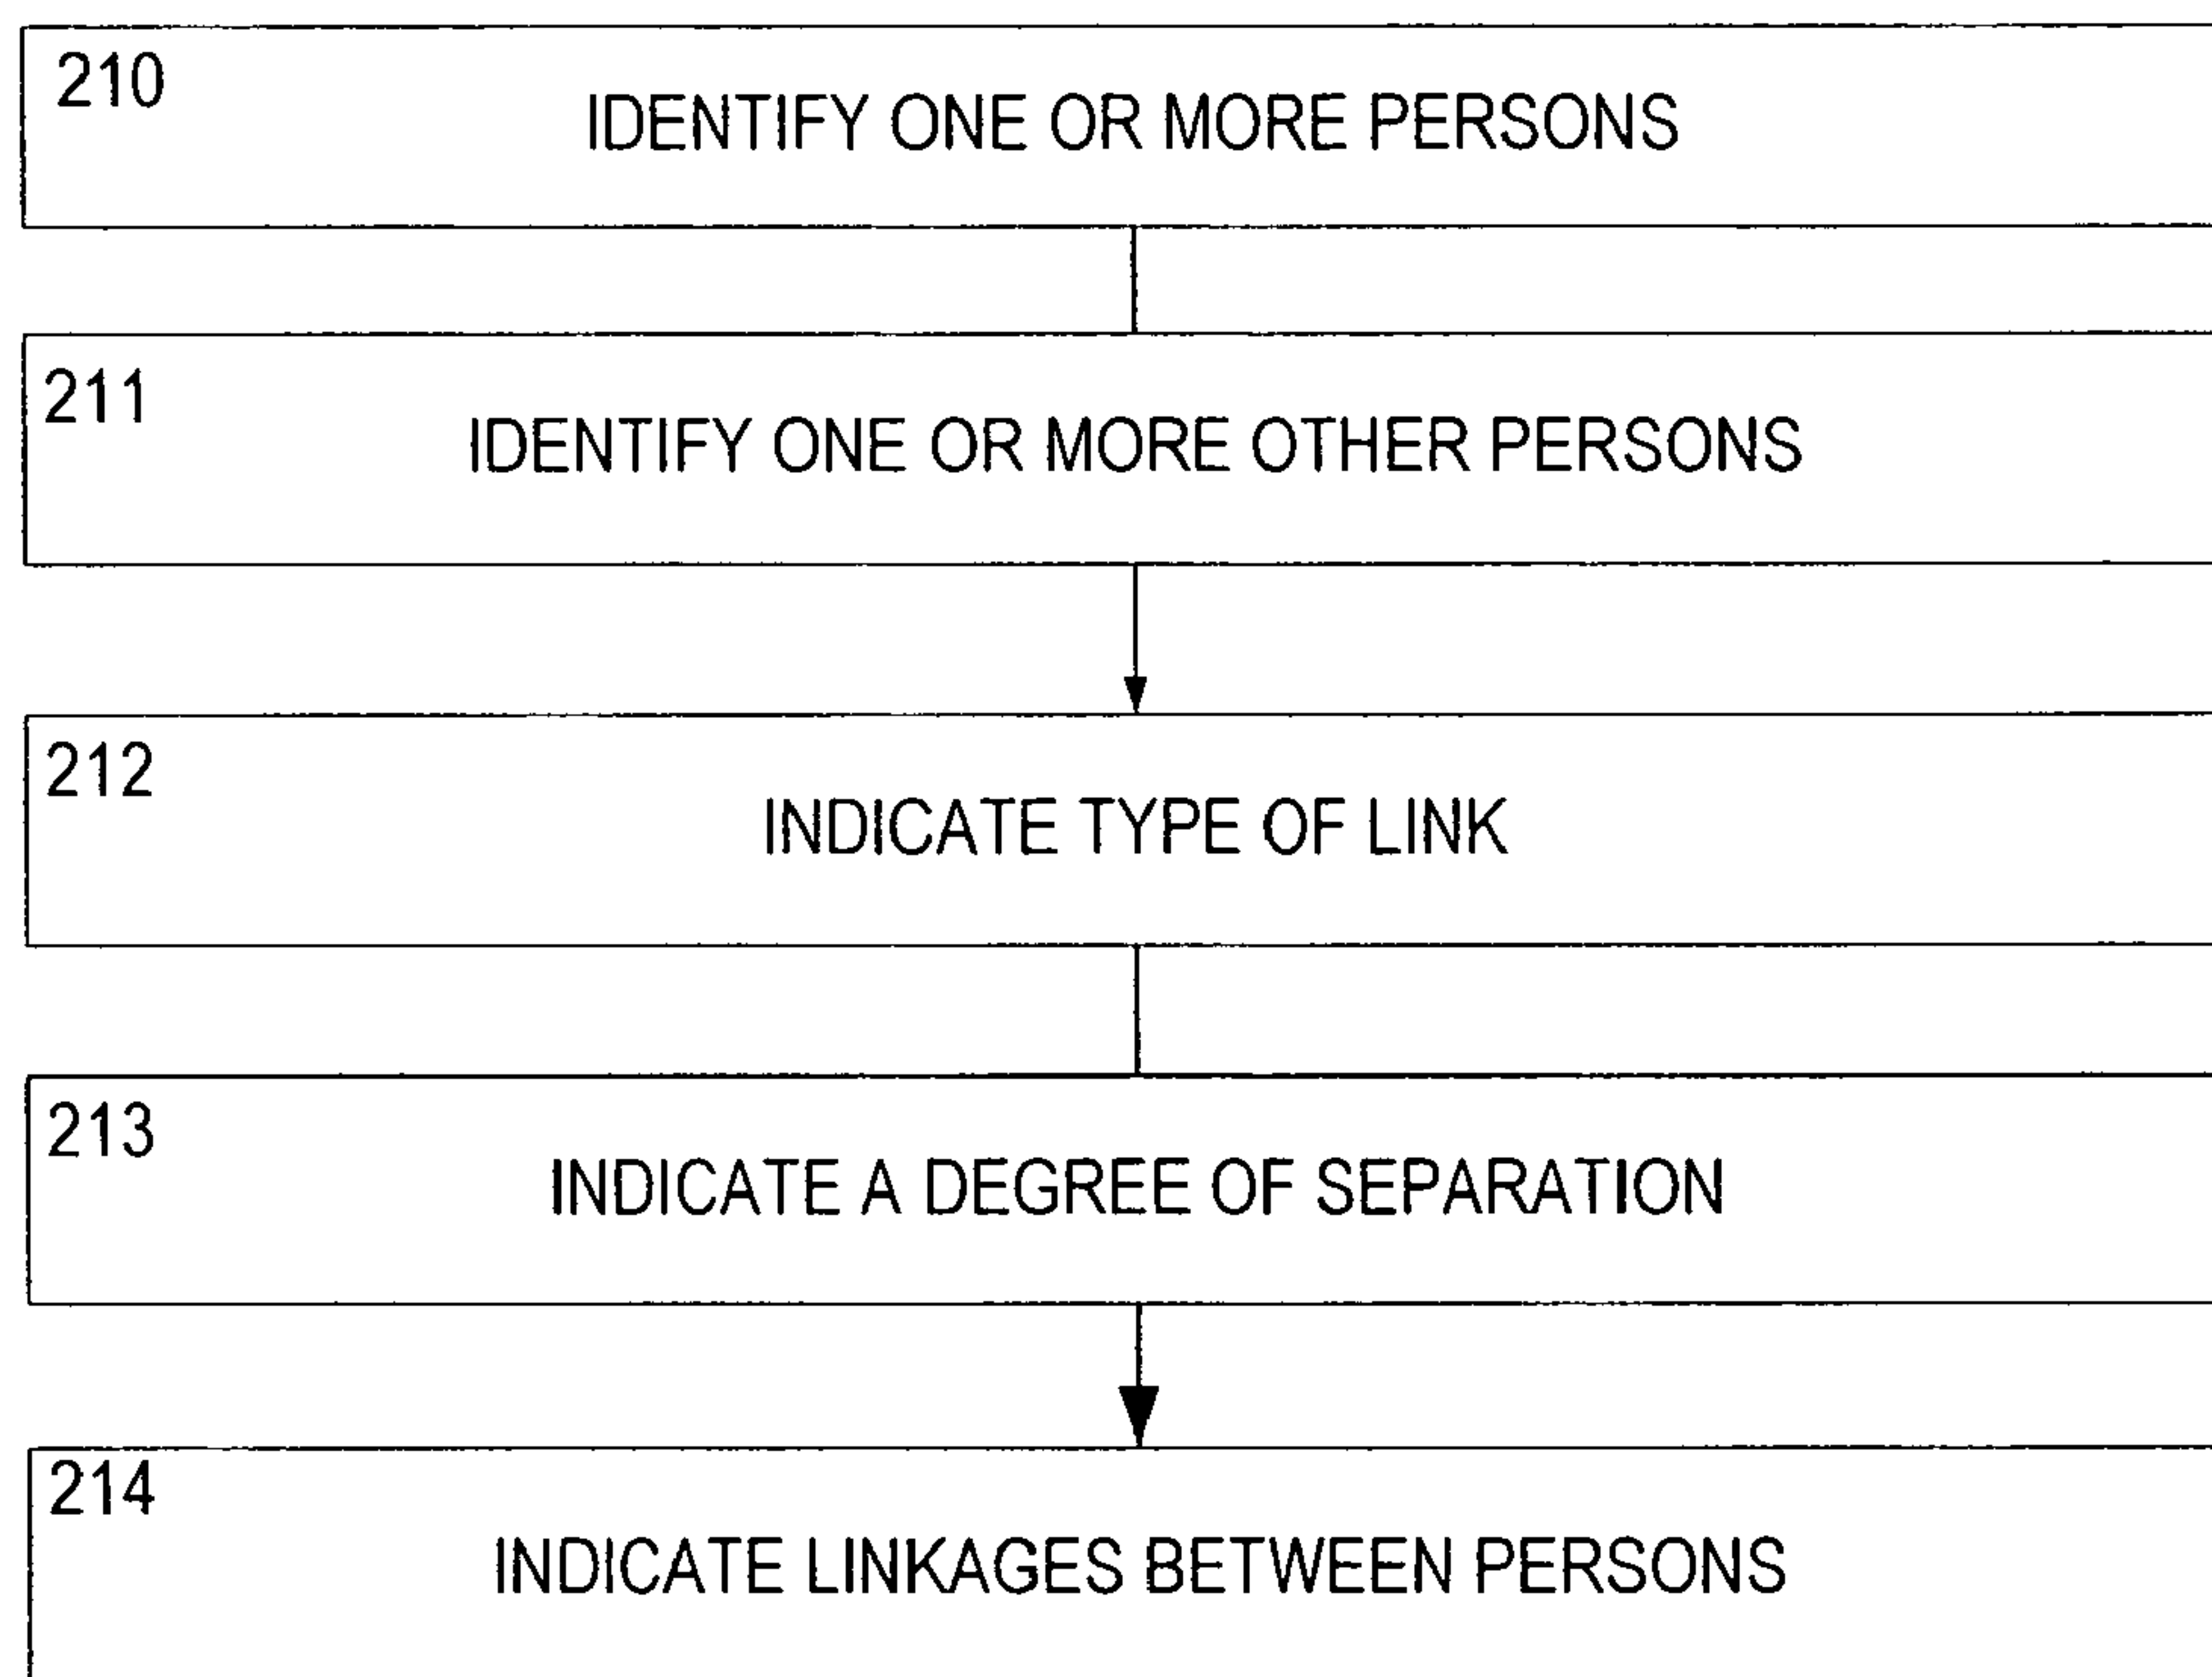 210
IDENTIFY ONE OR MORE PERSONS
211
IDENTIFY ONE OR MORE OTHER PERSONS
212
INDICATE TYPE OF LINK
213
INDICATE A DEGREE OF SEPARATION
214
INDICATE LINKAGES BETWEEN PERSONS